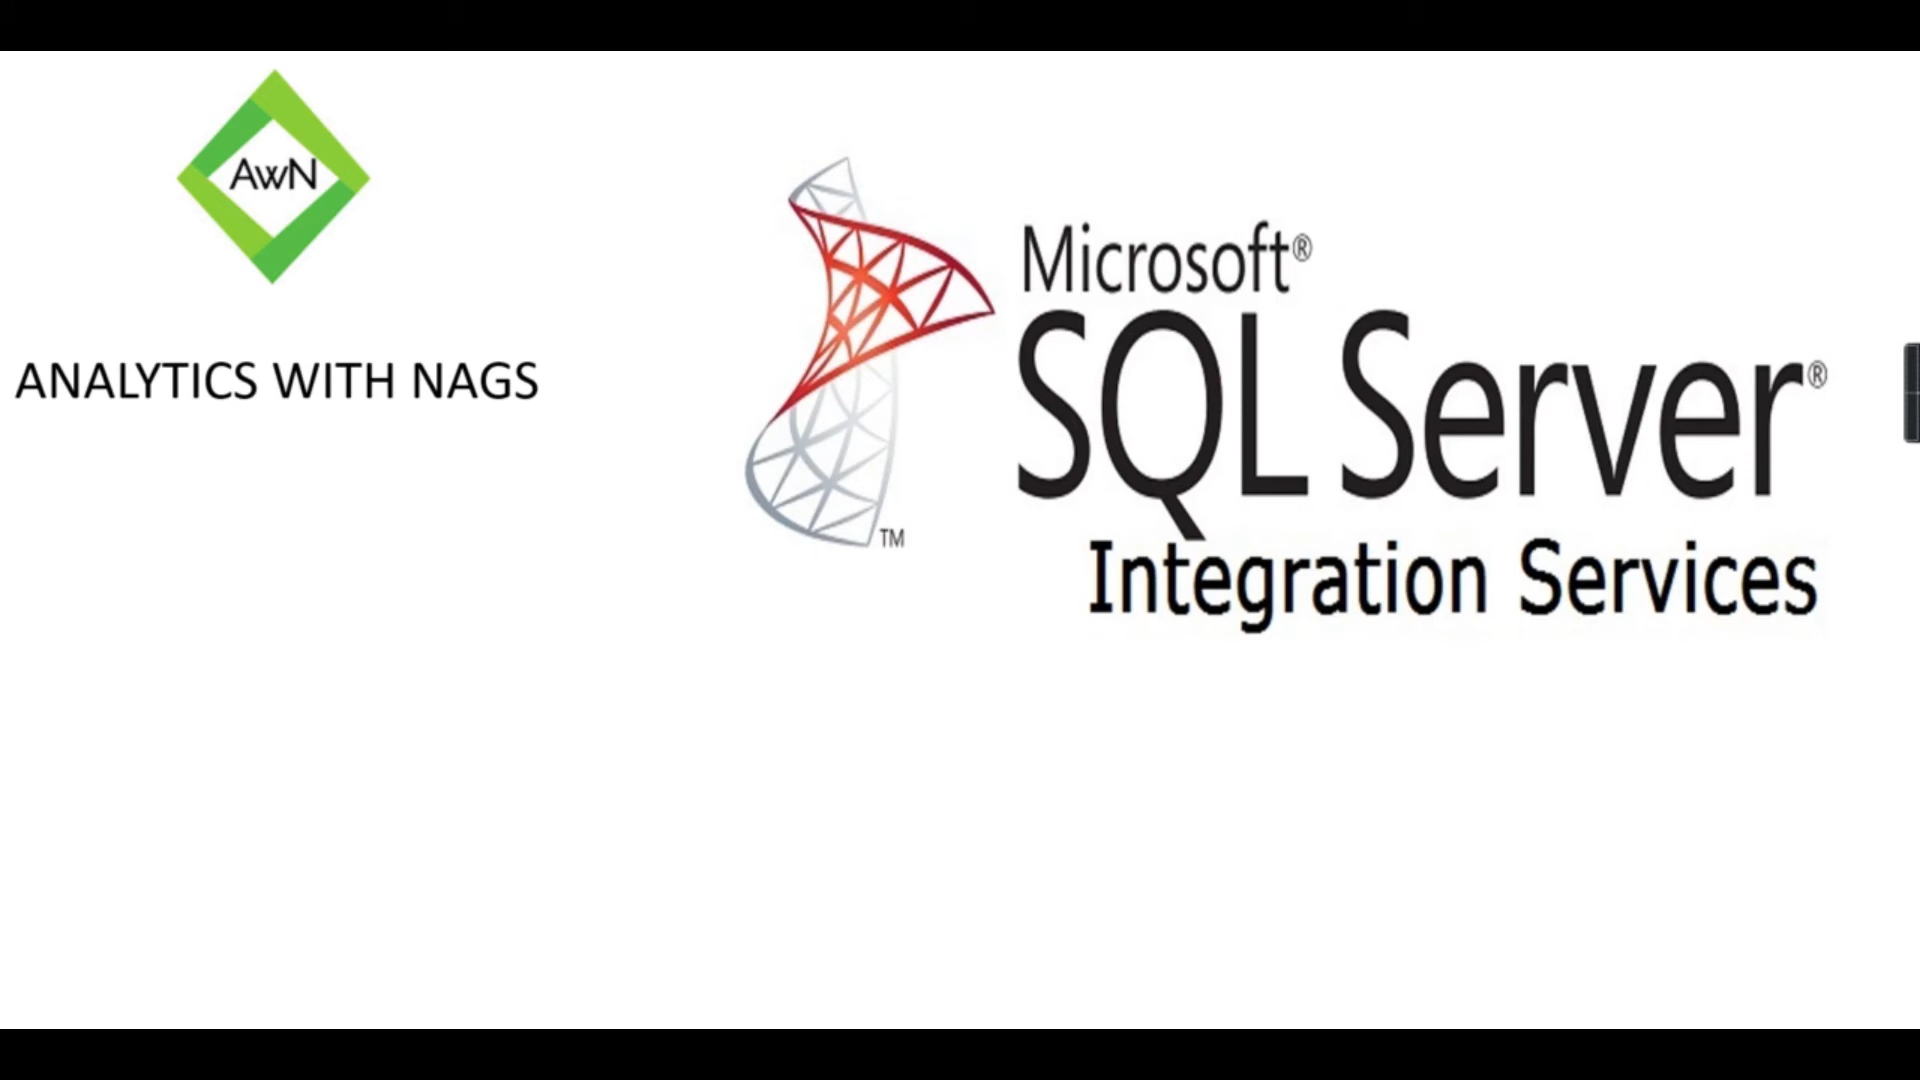 AwN
ANALYTICS WITH NAGS
Microsoft®
SQL Server®
TM
Integration Services